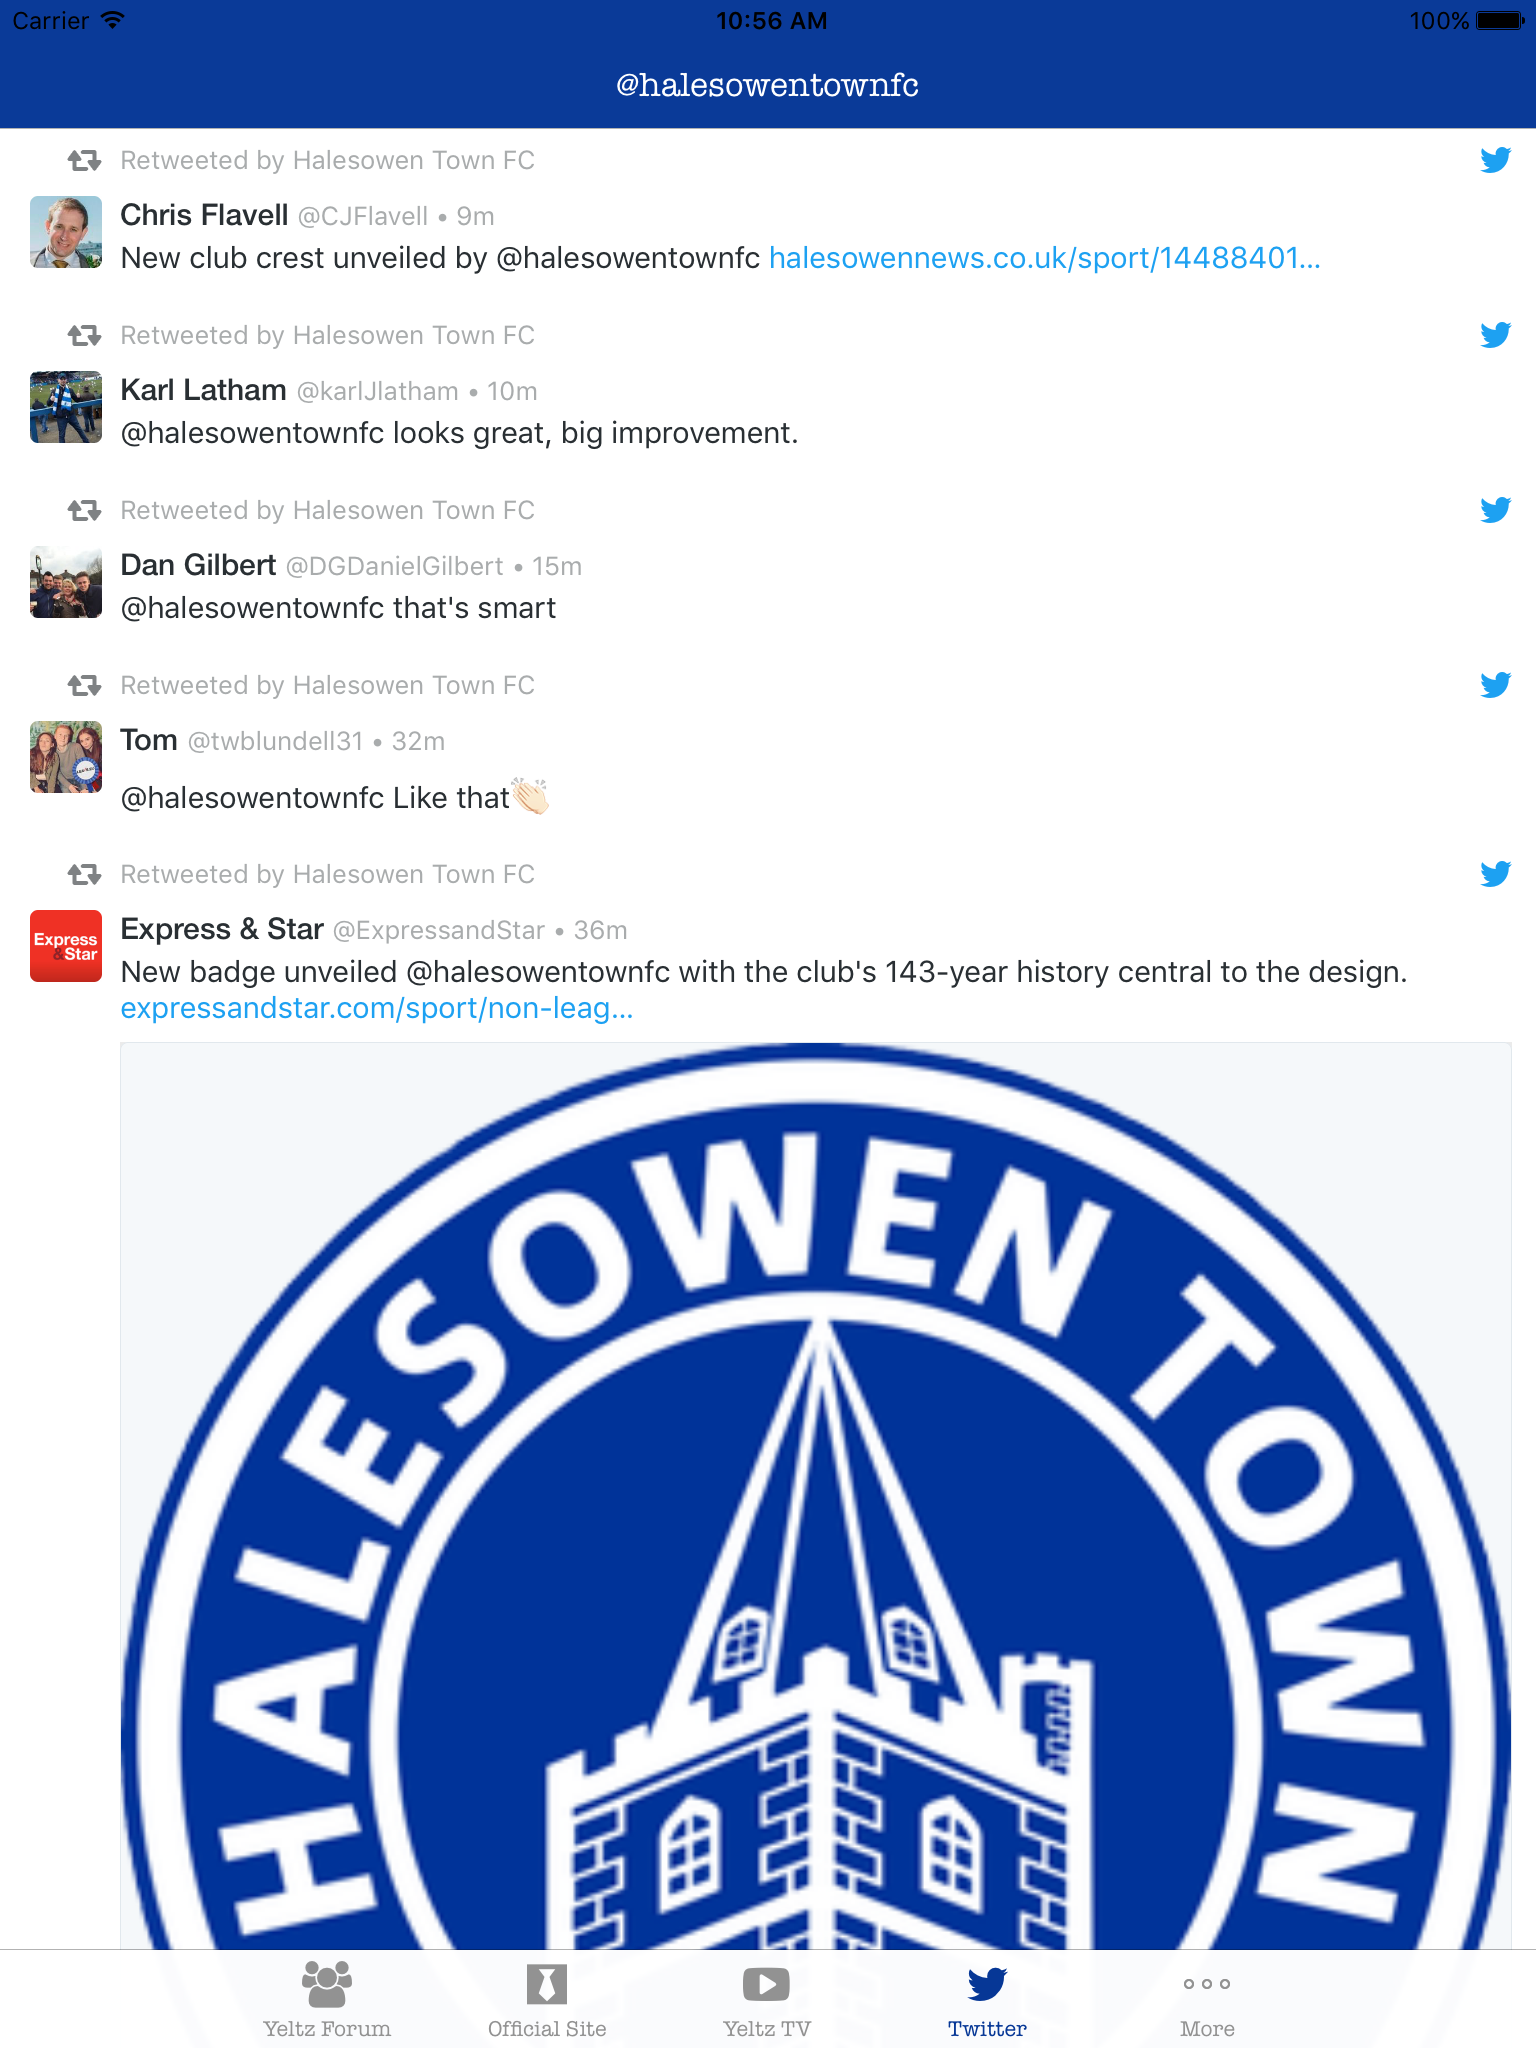 Carrier 10:56 AM 100%
@halesowentownfc
Retweeted by Halesowen Town FC
Chris Flavell @CJFlavell • 9m
New club crest unveiled by @halesowentownfc halesowennews.co.uk/sport/14488401...
Retweeted by Halesowen Town FC
Karl Latham @karlJlatham • 10m
@halesowentownfc looks great, big improvement.
Retweeted by Halesowen Town FC
Dan Gilbert @DGDanielGilbert • 15m
@halesowentownfc that's smart
Retweeted by Halesowen Town FC
Tom @twblundell31 • 32m
@halesowentownfc Like that👏🏻
Retweeted by Halesowen Town FC
Express
&Star
Express & Star @ExpressandStar • 36m
New badge unveiled @halesowentownfc with the club's 143-year history central to the design.
expressandstar.com/sport/non-leag...
HALESOWEN TOWN
Yeltz Forum Official Site Yeltz TV Twitter More